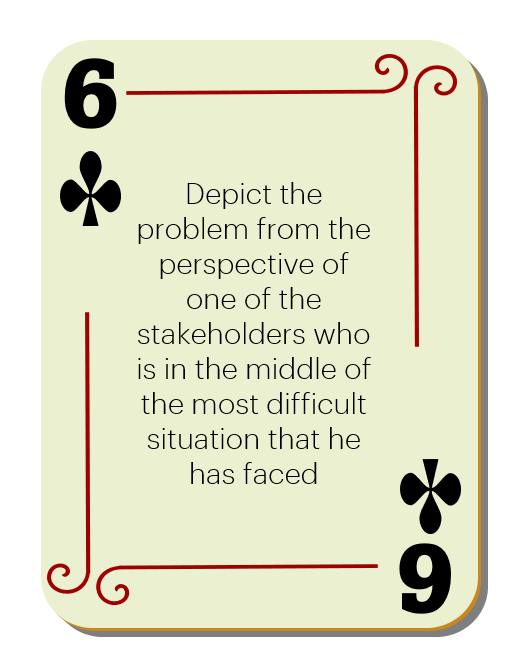 6
Depict the
problem from the
perspective of
one of the
stakeholders who
is in the middle of
the most difficult
situation that he
has faced
6